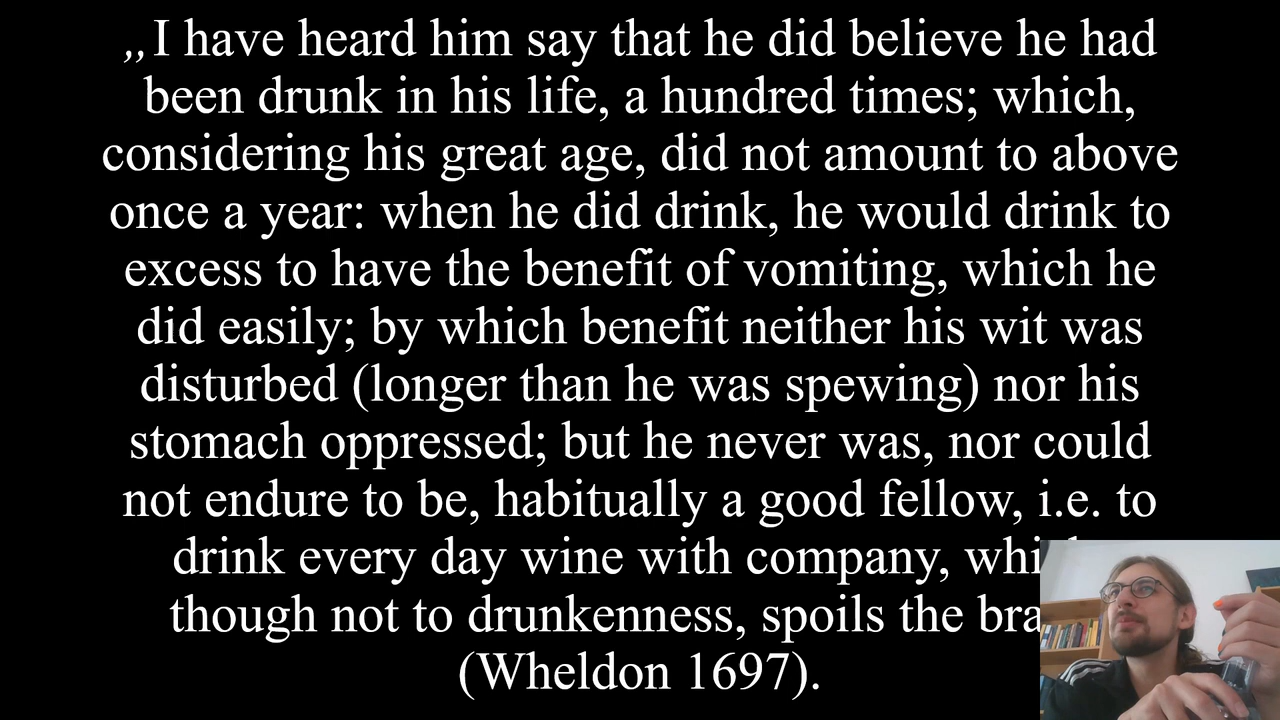 „I have heard him say that he did believe he had
been drunk in his life, a hundred times; which,
considering his great age, did not amount to above
once a year: when he did drink, he would drink to
excess to have the benefit of vomiting, which he
did easily; by which benefit neither his wit was
disturbed (longer than he was spewing) nor his
stomach oppressed; but he never was, nor could
not endure to be, habitually a good fellow, i.e. to
drink every day wine with company,
though not to drunkenness, spoils the
(Wheldon 1697).